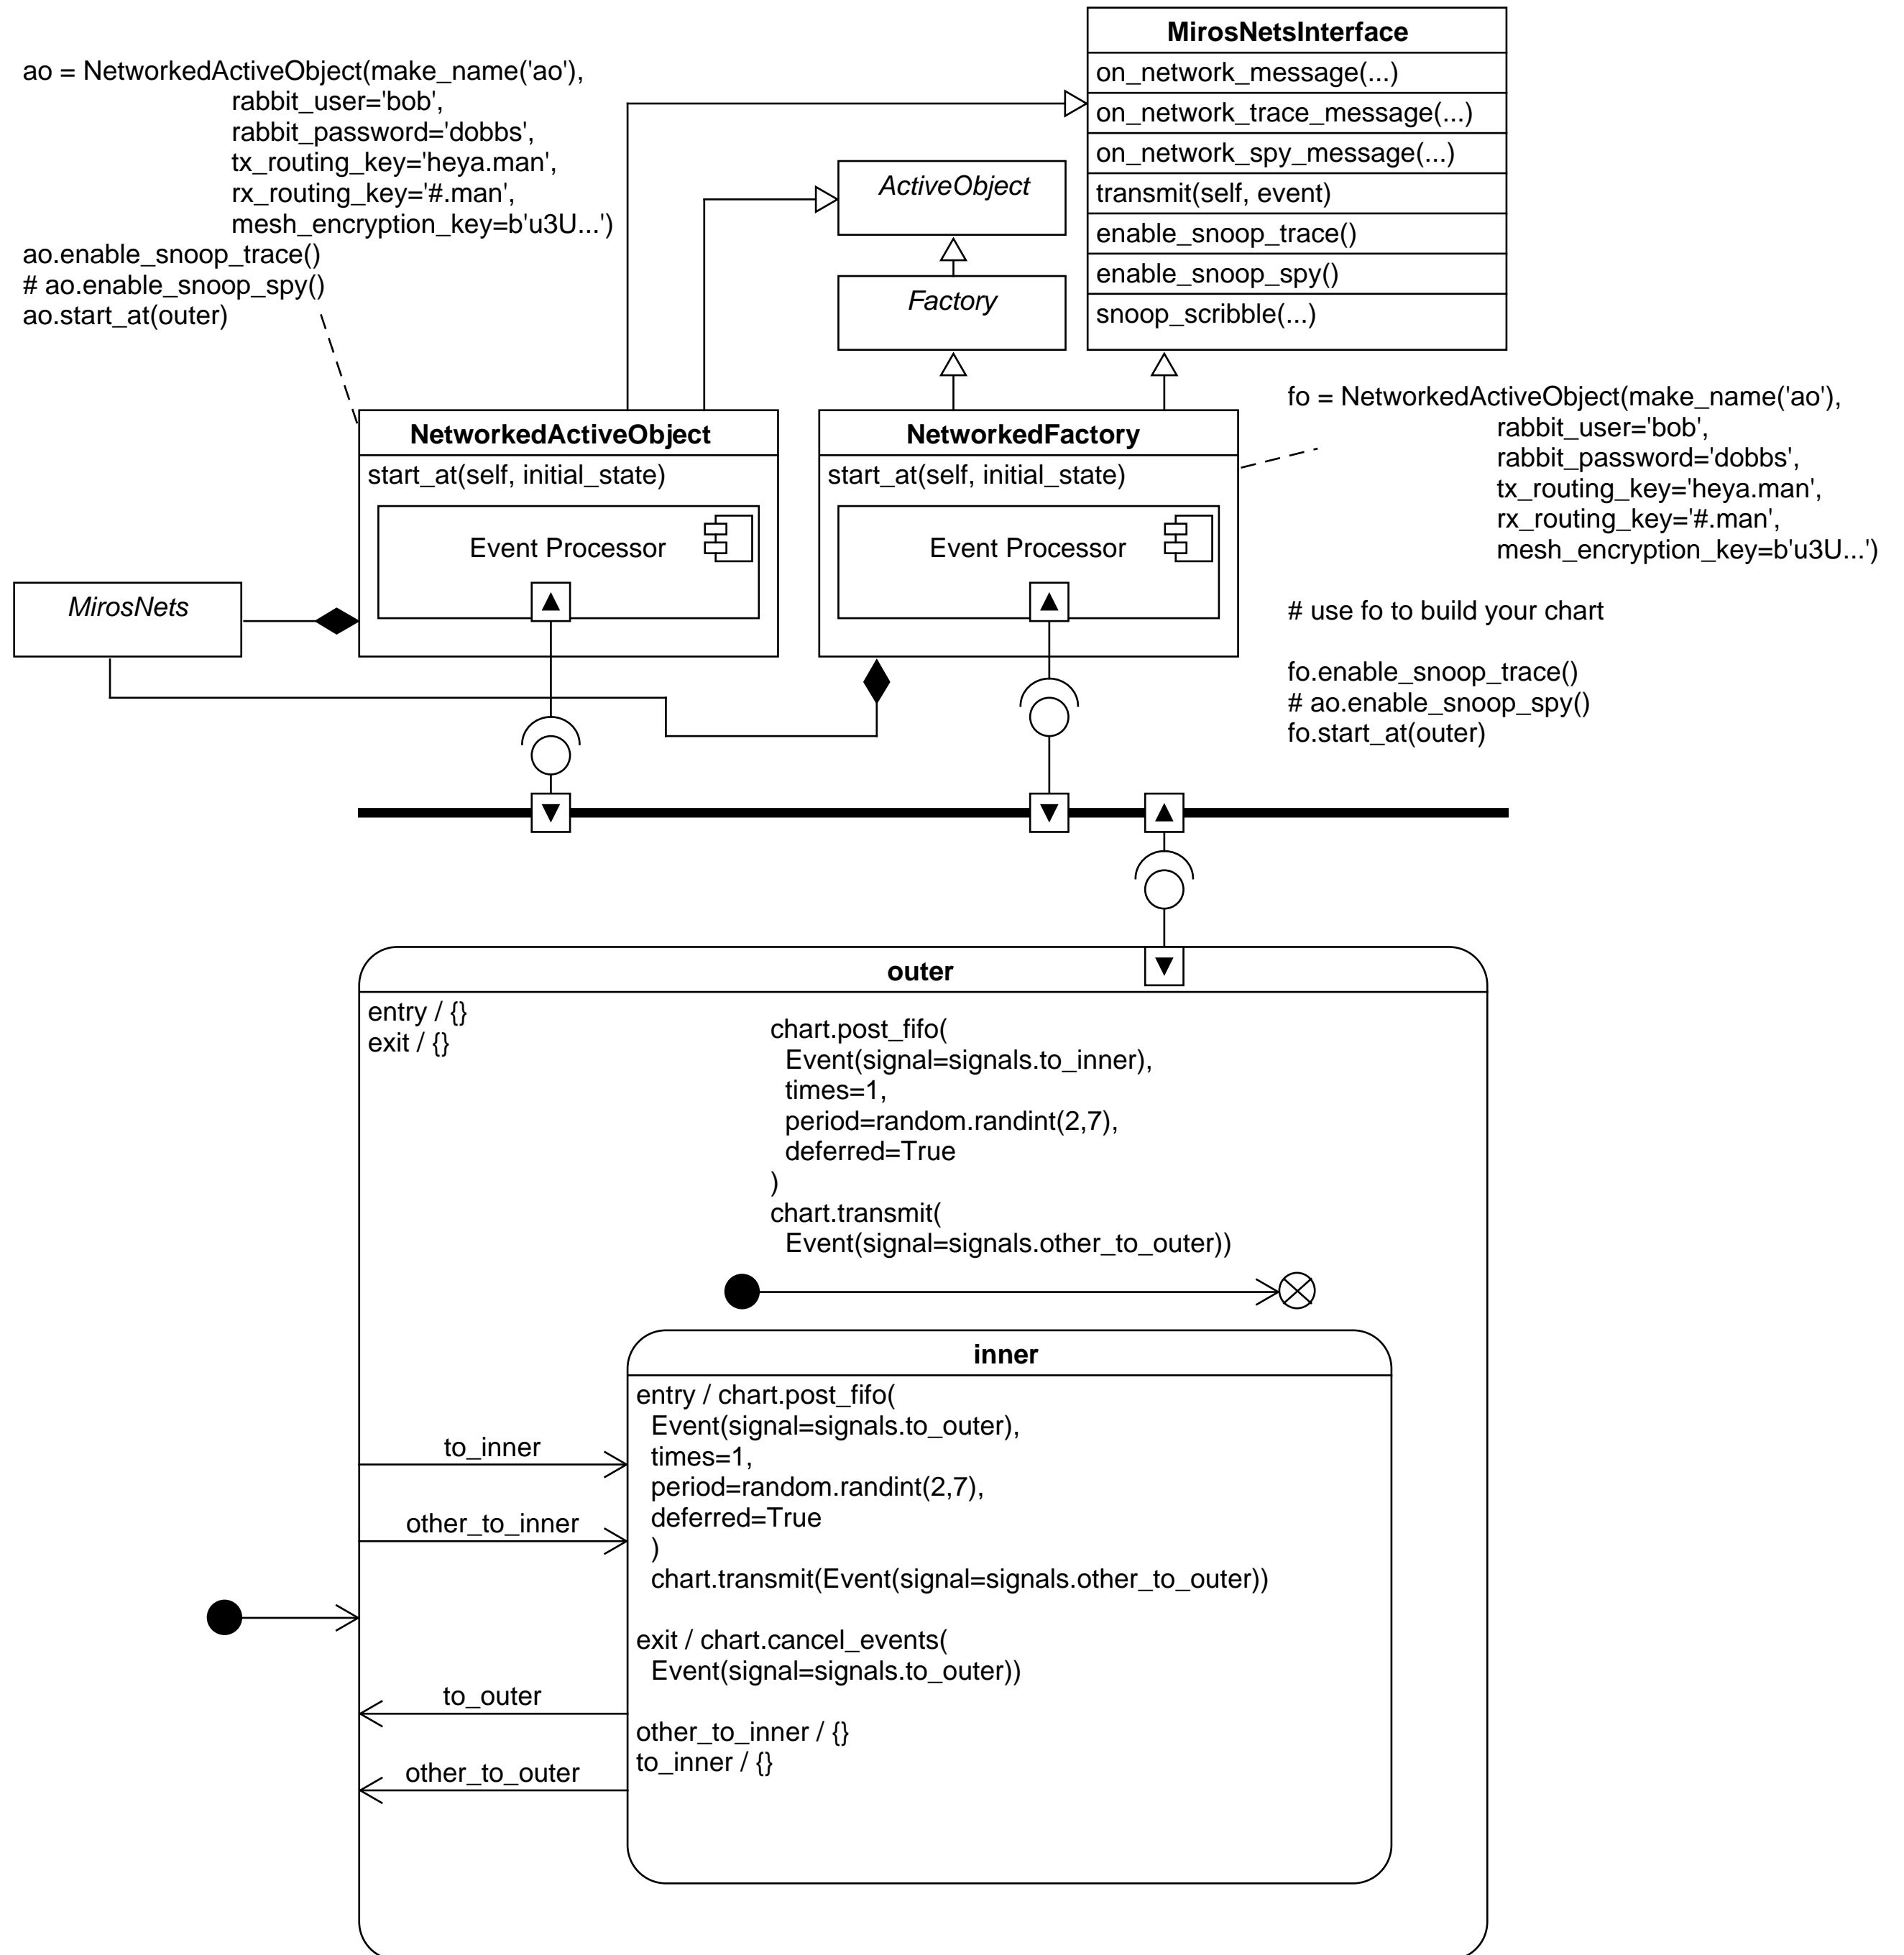 MirosNetsInterface
on_network_message(...)
on_network_trace_message(...)
on_network_spy_message(...)
transmit(self, event)
enable_snoop_trace()
enable_snoop_spy()
snoop_scribble(...)
ao = NetworkedActiveObject(make_name('ao'),
rabbit_user='bob',
rabbit_password='dobbs',
tx_routing_key='heya.man',
rx_routing_key='#.man',
mesh_encryption_key=b'u3U...')
ao.enable_snoop_trace()
# ao.enable_snoop_spy()
ao.start_at(outer)
ActiveObject
Factory
NetworkedActiveObject
start_at(self, initial_state)
Event Processor
NetworkedFactory
start_at(self, initial_state)
Event Processor
fo = NetworkedActiveObject(make_name('ao'),
rabbit_user='bob',
rabbit_password='dobbs',
tx_routing_key='heya.man',
rx_routing_key='#.man',
mesh_encryption_key=b'u3U...')
# use fo to build your chart
fo.enable_snoop_trace()
# ao.enable_snoop_spy()
fo.start_at(outer)
MirosNets
outer
entry / {}
exit / {}
chart.post_fifo(
Event(signal=signals.to_inner),
times=1,
period=random.randint(2,7),
deferred=True
)
chart.transmit(
Event(signal=signals.other_to_outer))
inner
entry / chart.post_fifo(
Event(signal=signals.to_outer),
times=1,
period=random.randint(2,7),
deferred=True
)
chart.transmit(Event(signal=signals.other_to_outer))
exit / chart.cancel_events(
Event(signal=signals.to_outer))
other_to_inner / {}
to_inner / {}
to_inner
other_to_inner
to_outer
other_to_outer